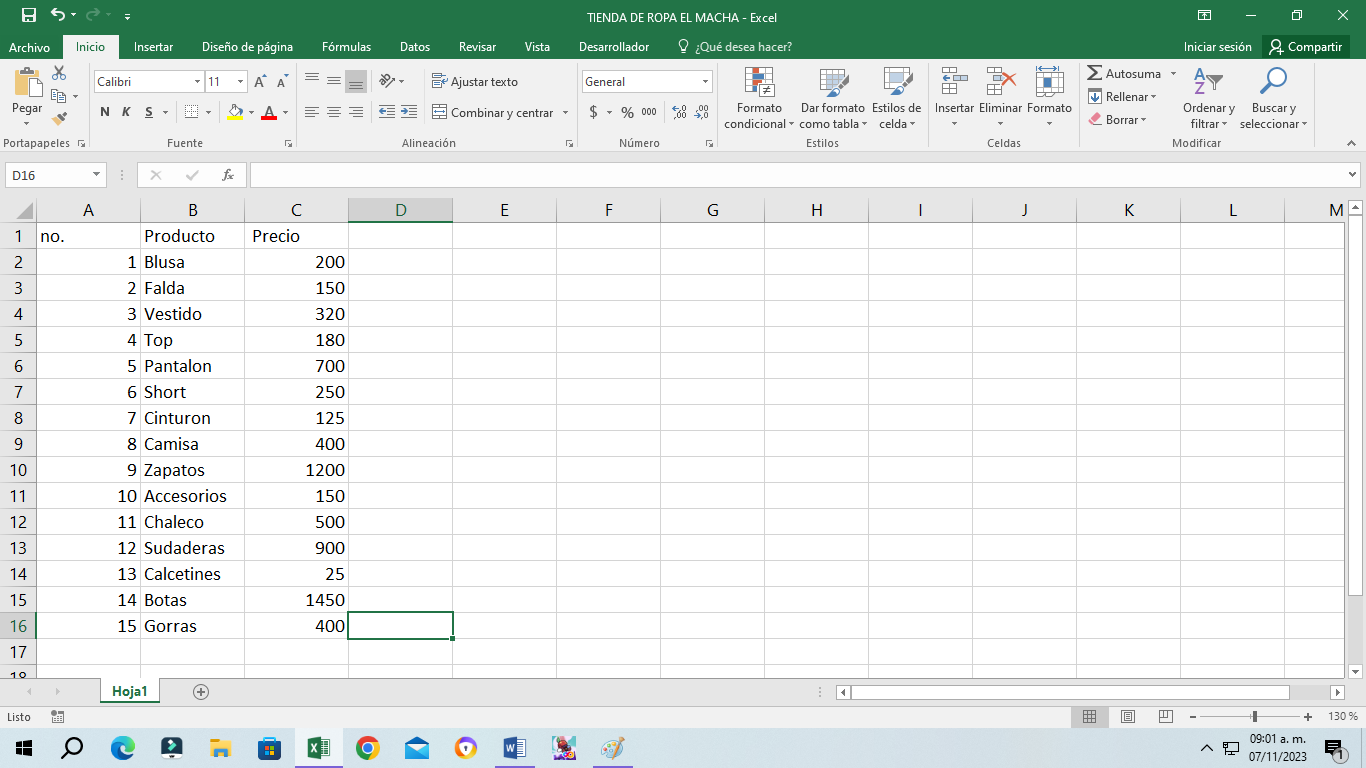 TIENDA DE ROPA EL MACHA - Excel
Archivo Inicio Insertar Diseño de página Fórmulas Datos Revisar Vista Desarrollador ¿Qué desea hacer? Iniciar sesión Compartir
Pegar
Portapapeles
Calibri 11
N K S
A A
A
Fuente
Ajustar texto
Combinar y centrar
Alineación
General
$ % 000
Número
Formato condicional
Dar formato como tabla
Estilos de celda
Estilos
Insertar Eliminar Formato
Celdas
Autosuma
Rellenar
Borrar
Ordenar y filtrar
Buscar y seleccionar
Modificar
D16 fx
A B C D E F G H I J K L M
1 no. Producto Precio
2 1 Blusa 200
3 2 Falda 150
4 3 Vestido 320
5 4 Top 180
6 5 Pantalon 700
7 6 Short 250
8 7 Cinturon 125
9 8 Camisa 400
10 9 Zapatos 1200
11 10 Accesorios 150
12 11 Chaleco 500
13 12 Sudaderas 900
14 13 Calcetines 25
15 14 Botas 1450
16 15 Gorras 400
17
18
Hoja1
Listo 130 %
09:01 a. m.
07/11/2023
1